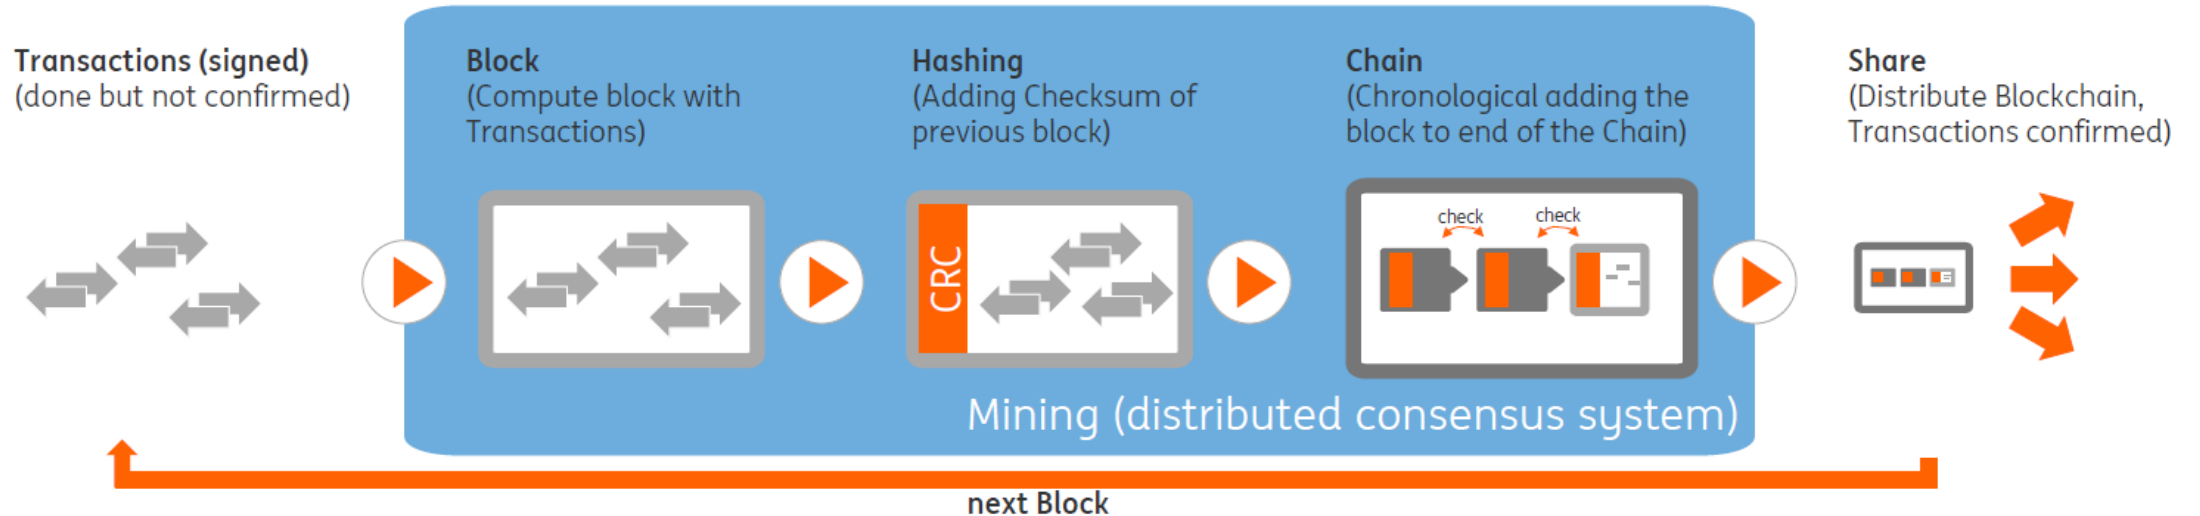 Transactions (signed)
(done but not confirmed)
Block
(Compute block with
Transactions)
Hashing
(Adding Checksum of
previous block)
Chain
(Chronological adding the
block to end of the Chain)
Share
(Distribute Blockchain,
Transactions confirmed)
CRC
check
check
Mining (distributed consensus system)
next Block